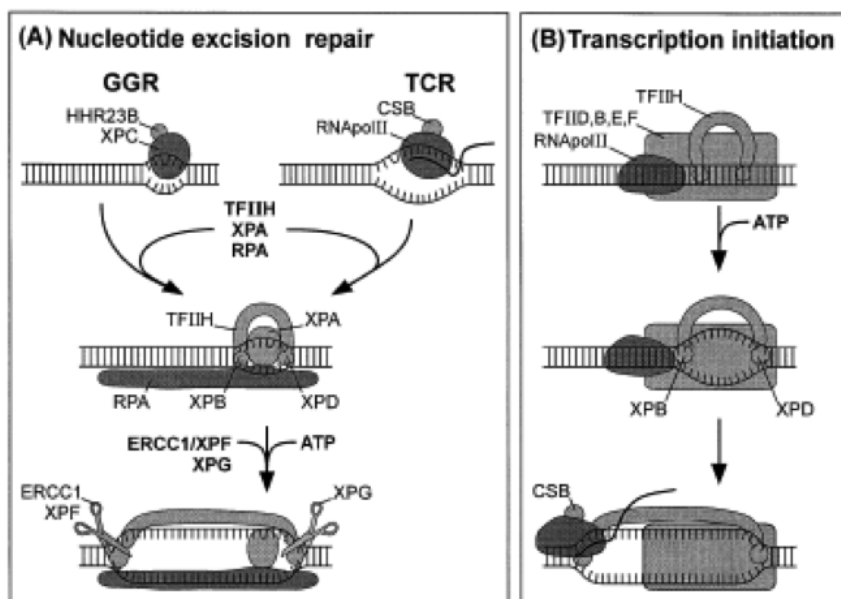 (A) Nucleotide excision repair
GGR
TCR
HHR23B
XPC
CSB
RNApolII
TFIIH
XPA
RPA
TFIIH
XPA
RPA
XPB
XPD
ERCC1/XPF
XPG
ATP
ERCC1
XPF
XPG
(B) Transcription initiation
TFIIH
TFIID,B,E,F
RNApolII
ATP
XPB
XPD
CSB